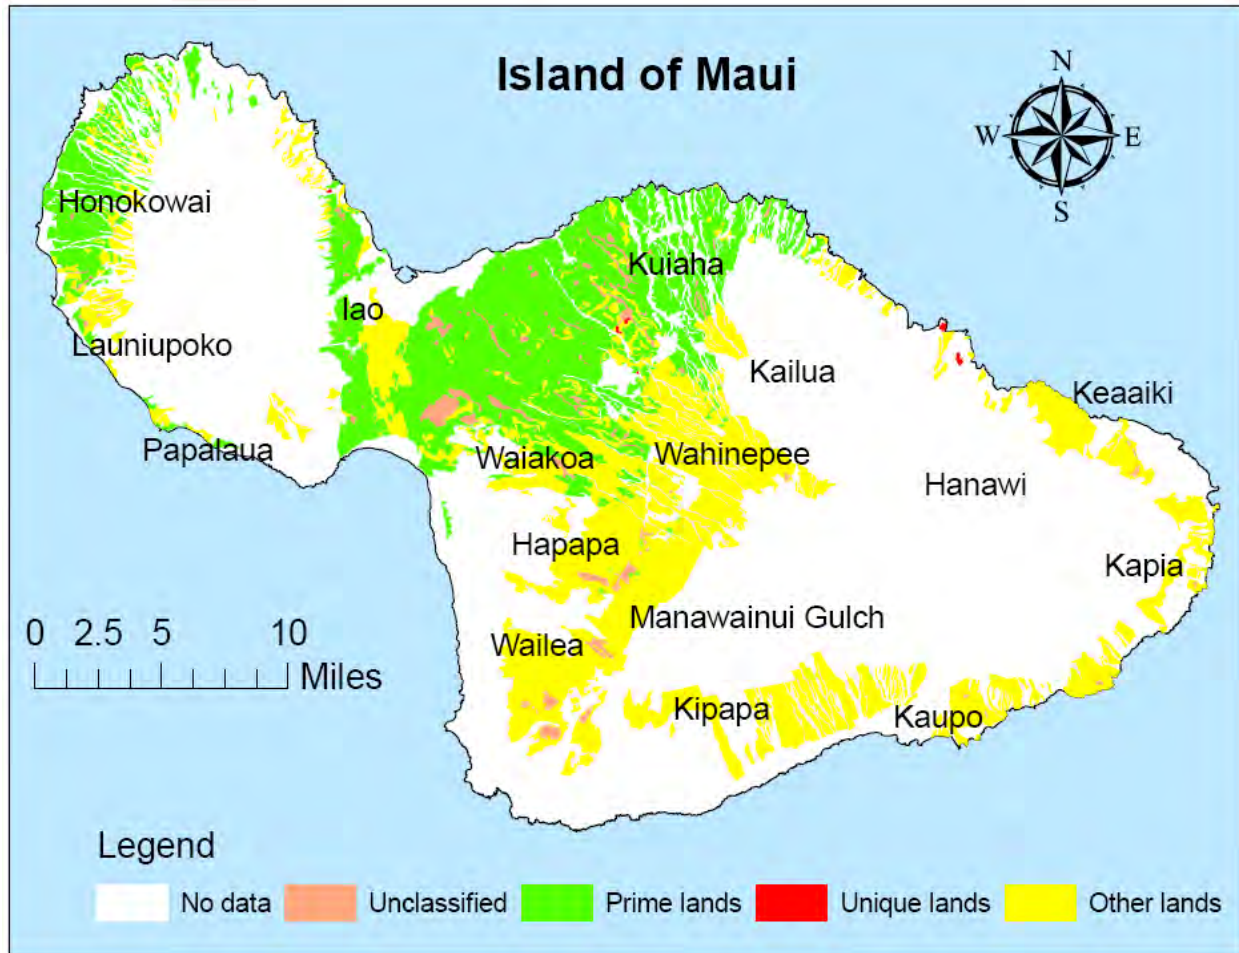 Island of Maui
N
W
E
S
Honokowai
Kuiaha
Iao
Launiupoko
Kailua
Keaaiki
Papalaua
Waiakoa
Wahinepee
Hanawi
Hapapa
Kapia
Manawainui Gulch
Wailea
0 2.5 5 10
Miles
Kipapa
Kaupo
Legend
No data
Unclassified
Prime lands
Unique lands
Other lands